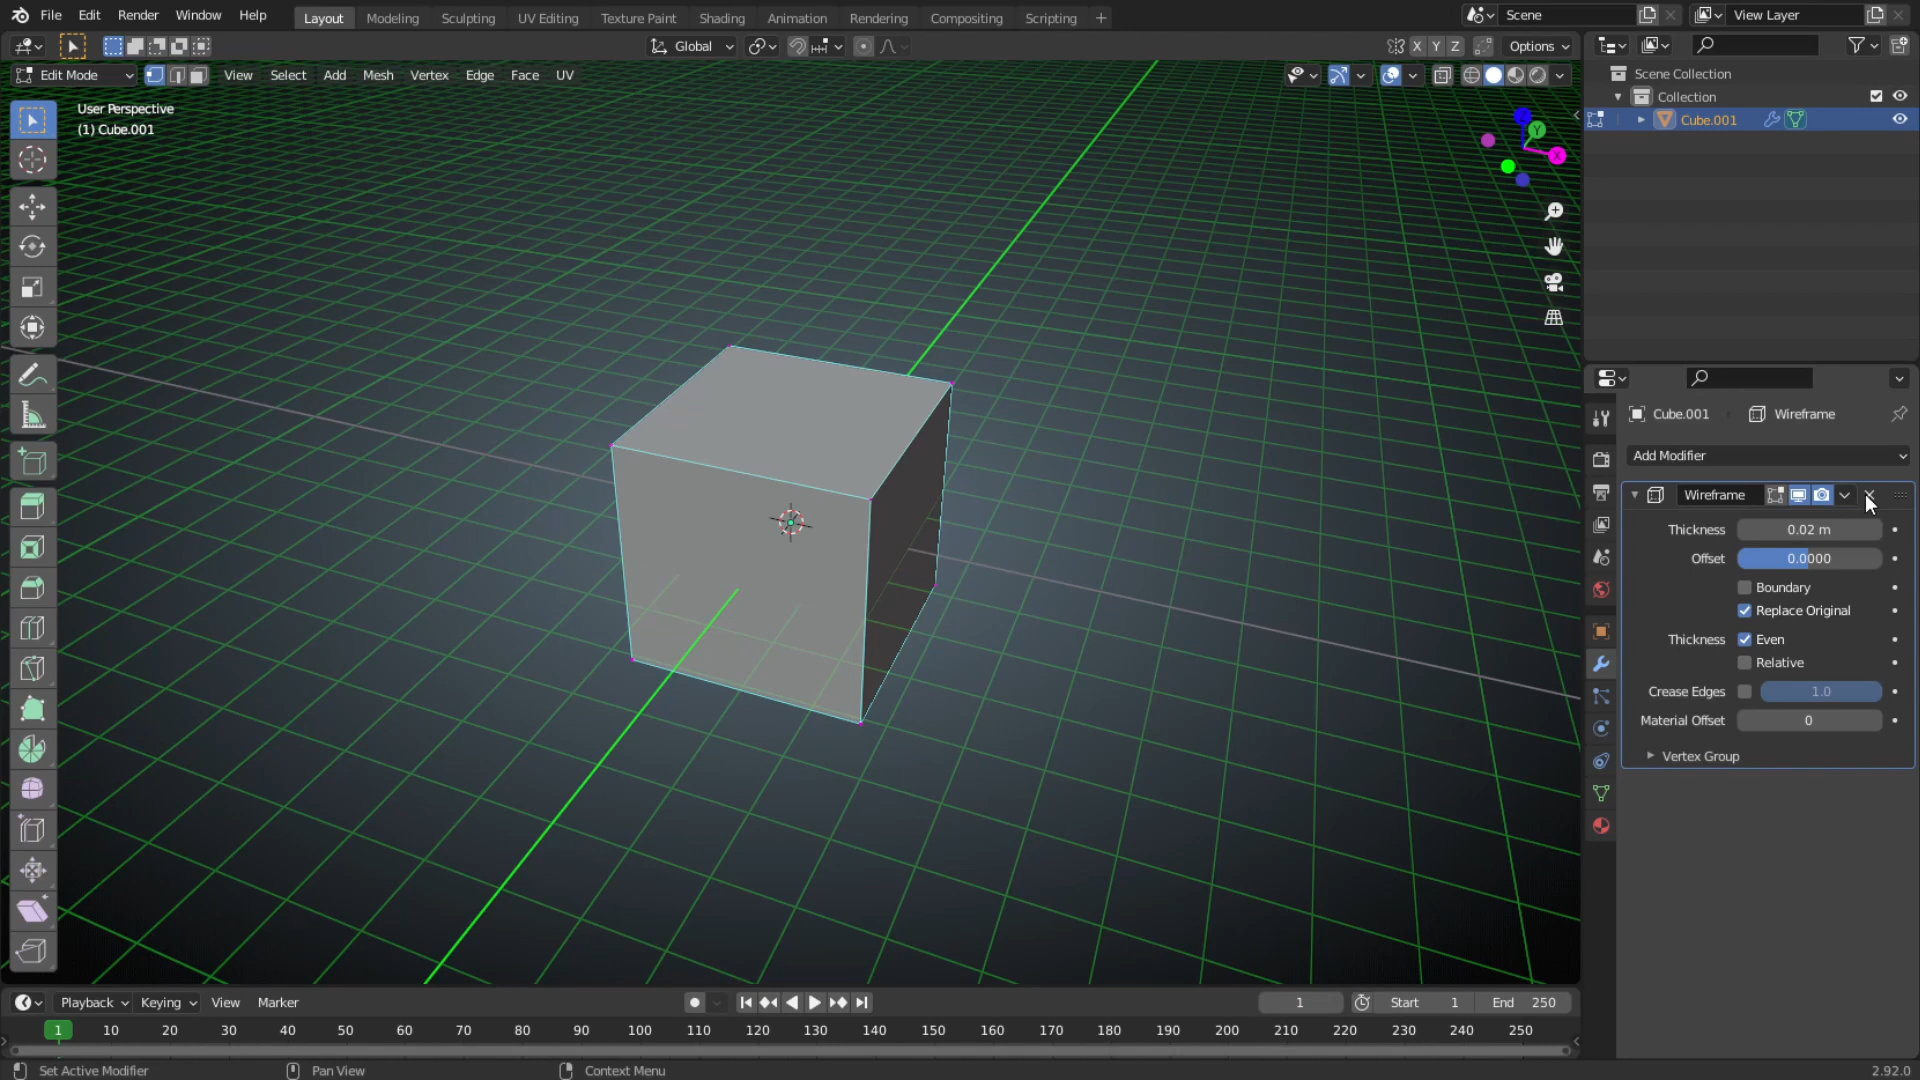 File Edit Render Window Help Layout Modeling Sculpting UV Editing Texture Paint Shading Animation Rendering Compositing Scripting + Scene View Layer
Global X Y Z Options
Edit Mode View Select Add Mesh Vertex Edge Face UV
User Perspective
(1) Cube.001
Y
X
Scene Collection
Collection
Cube.001
Cube.001 Wireframe
Add Modifier
Wireframe
Thickness 0.02 m
Offset 0.0000
Boundary
Replace Original
Thickness Even
Relative
Crease Edges 1.0
Material Offset 0
Vertex Group
Playback Keying View Marker 1 Start 1 End 250
1 10 20 30 40 50 60 70 80 90 100 110 120 130 140 150 160 170 180 190 200 210 220 230 240 250
Set Active Modifier Pan View Context Menu 2.92.0